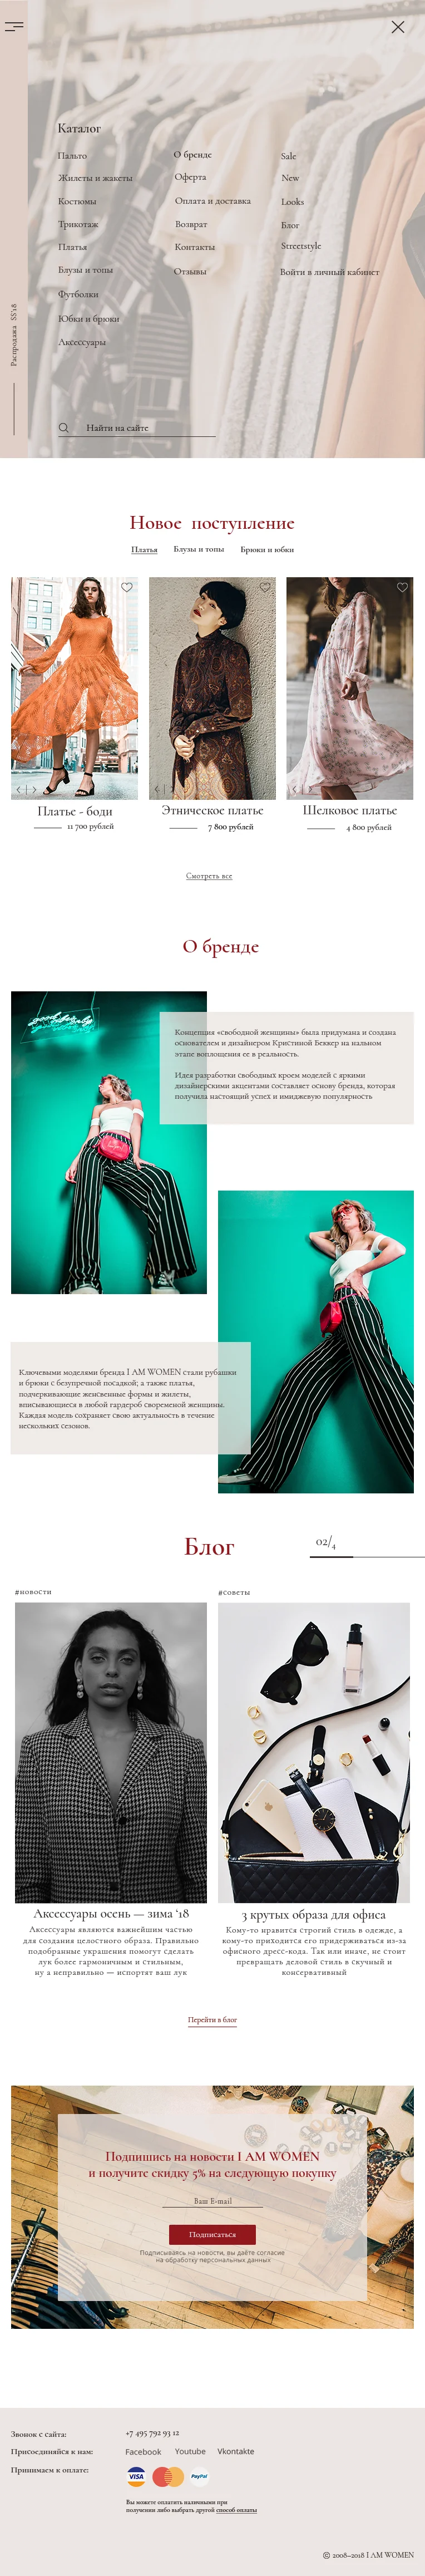 Каталог
Пальто
Жилеты и жакеты
Костюмы
Трикотаж
Платья
Блузы и топы
Футболки
Юбки и брюки
Аксессуары
О бренде
Оферта
Оплата и доставка
Возврат
Контакты
Отзывы
Sale
New
Looks
Блог
Streetstyle
Войти в личный кабинет
Распродажа SS'18
Найти на сайте
Новое поступление
Платья Блузы и топы Брюки и юбки
Платье - боди
11 700 рублей
Этническое платье
7 800 рублей
Шелковое платье
4 800 рублей
Смотреть все
О бренде
good vibes
Концепция «свободной женщины» была придумана и создана
основателем и дизайнером Кристиной Беккер на нальном
этапе воплощения ее в реальность.
Идея разработки свободных кроем моделей с яркими
дизайнерскими акцентами составляет основу бренда, которая
получила настоящий успех и имиджевую популярность
Ключевыми моделями бренда I AM WOMEN стали рубашки
и брюки с безупречной посадкой; а также платья,
подчеркивающие женсвенные формы и жилеты,
вписывающиеся в любой гардероб своременой женщины.
Каждая модель сохраняет свою актуальность в течение
нескольких сезонов.
Блог
02/4
#новости
#советы
Аксессуары осень — зима ‘18
Аксессуары являются важнейшим частью
для создания целостного образа. Правильно
подобранные украшения помогут сделать
лук более гармоничным и стильным,
ну а неправильно — испортят ваш лук
3 крутых образа для офиса
Кому-то нравится строгий стиль в одежде, а
кому-то приходится его придерживаться из-за
офисного дресс-кода. Так или иначе, не стоит
превращать деловой стиль в скучный и
консервативный
Перейти в блог
Подпишись на новости I AM WOMEN
и получите скидку 5% на следующую покупку
Ваш E-mail
Подписаться
Подписываясь на новости, вы даёте согласие
на обработку персональных данных
Звонок с сайта: +7 495 792 93 12
Присоединяйся к нам: Facebook Youtube Vkontakte
Принимаем к оплате: VISA mastercard PayPal
Вы можете оплатить наличными при
получении либо выбрать другой способ оплаты
© 2008-2018 I AM WOMEN